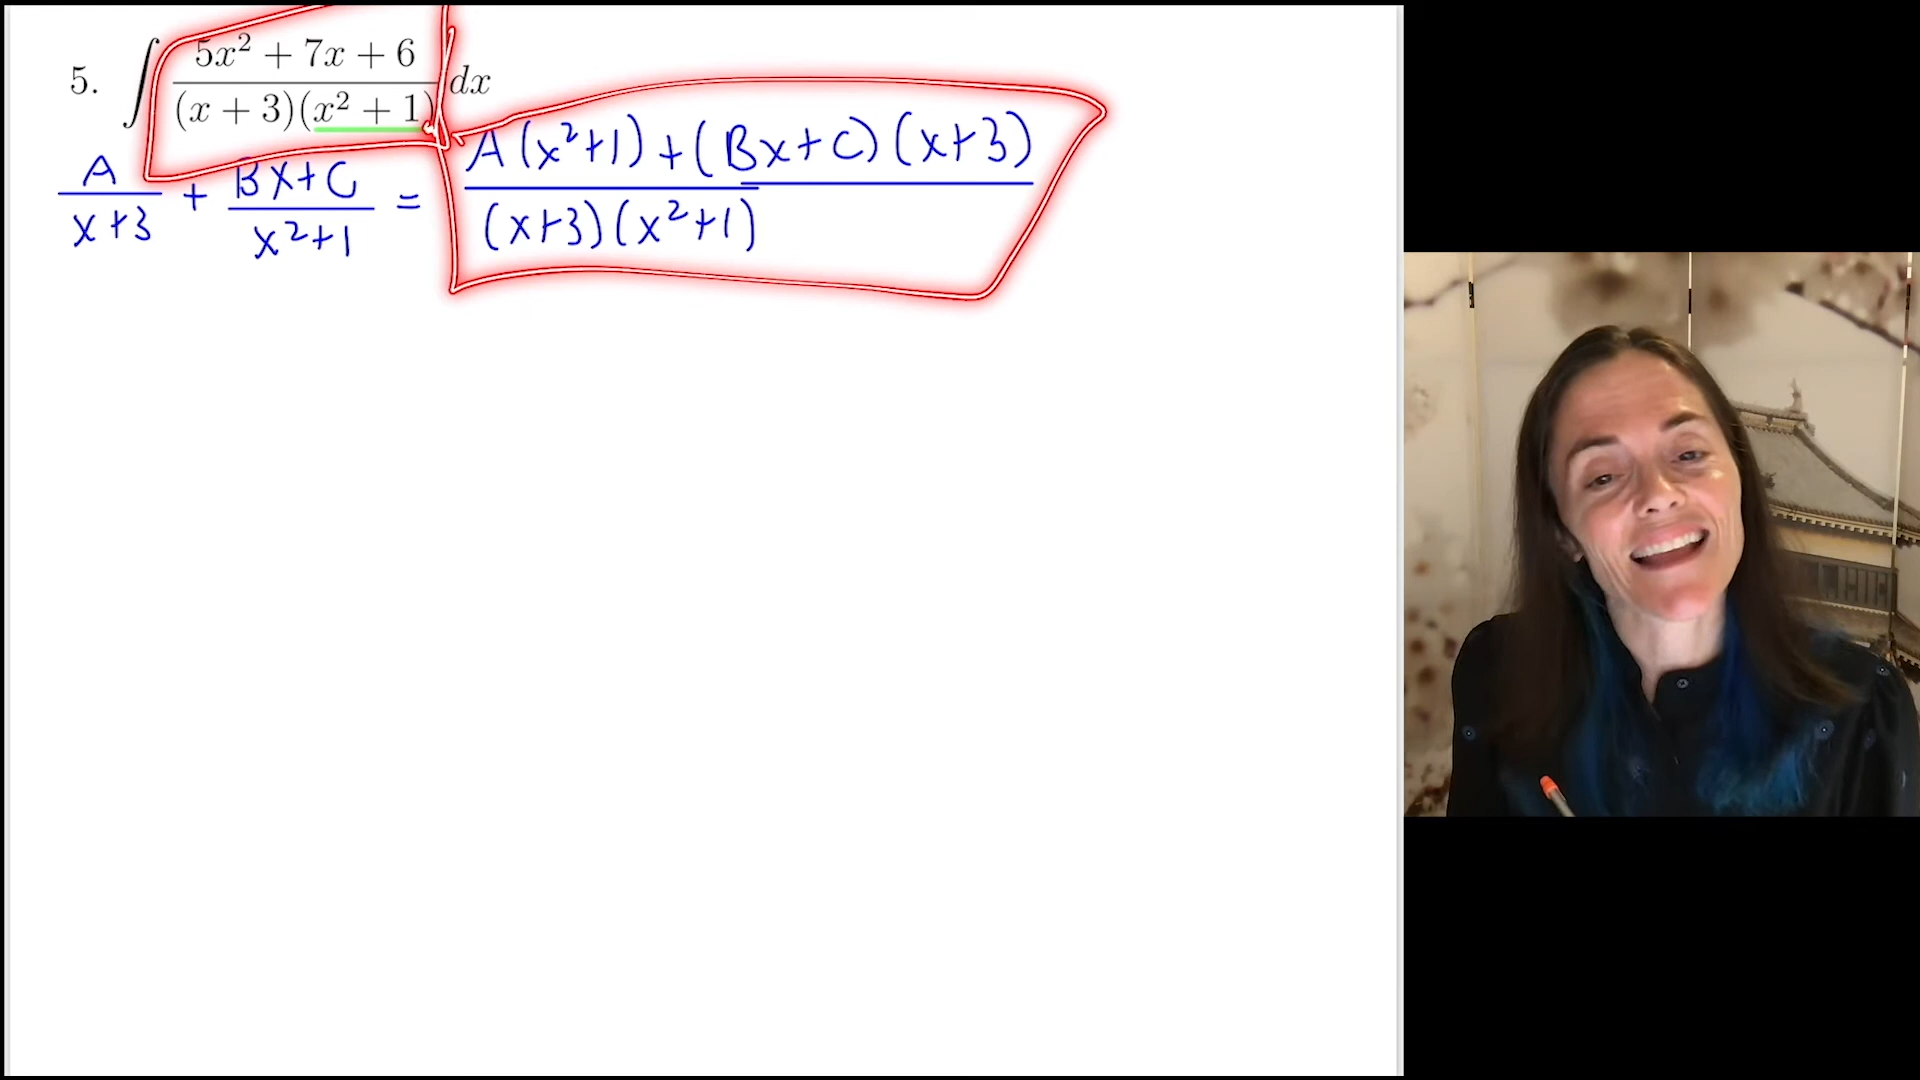 5. ∫ (5x² + 7x + 6) / ((x + 3)(x² + 1)) dx
A/(x+3) + (Bx+C)/(x²+1) = (A(x²+1)+(Bx+C)(x+3)) / ((x+3)(x²+1))